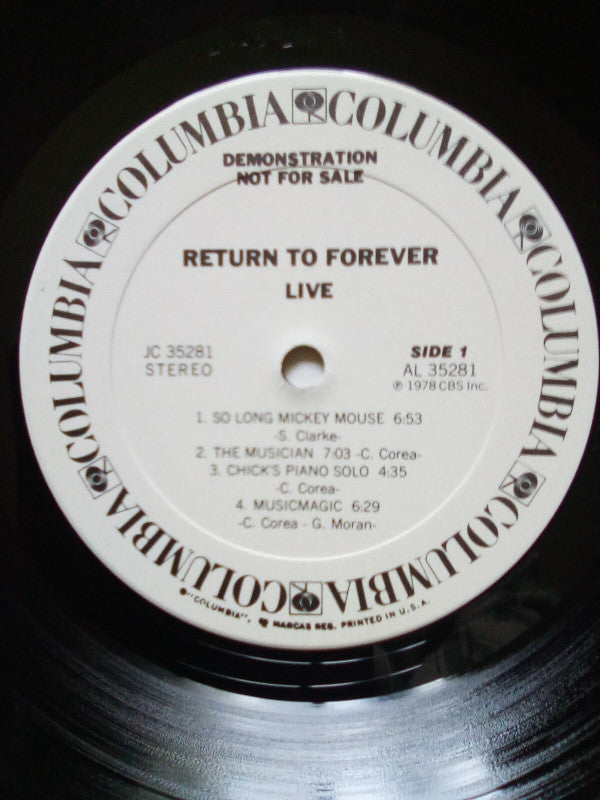 COLUMBIA COLUMBIA COLUMBIA COLUMBIA COLUMBIA COLUMBIA COLUMBIA
DEMONSTRATION
NOT FOR SALE
RETURN TO FOREVER
LIVE
JC 35281
STEREO
SIDE 1
AL 35281
℗ 1978 CBS Inc.
1. SO LONG MICKEY MOUSE 6:53
-S. Clarke-
2. THE MUSICIAN 7:03 -C. Corea-
3. CHICK'S PIANO SOLO 4:35
-C. Corea-
4. MUSICMAGIC 6:29
-C. Corea - G. Moran-
®"COLUMBIA", MARCAS REG. PRINTED IN U.S.A.